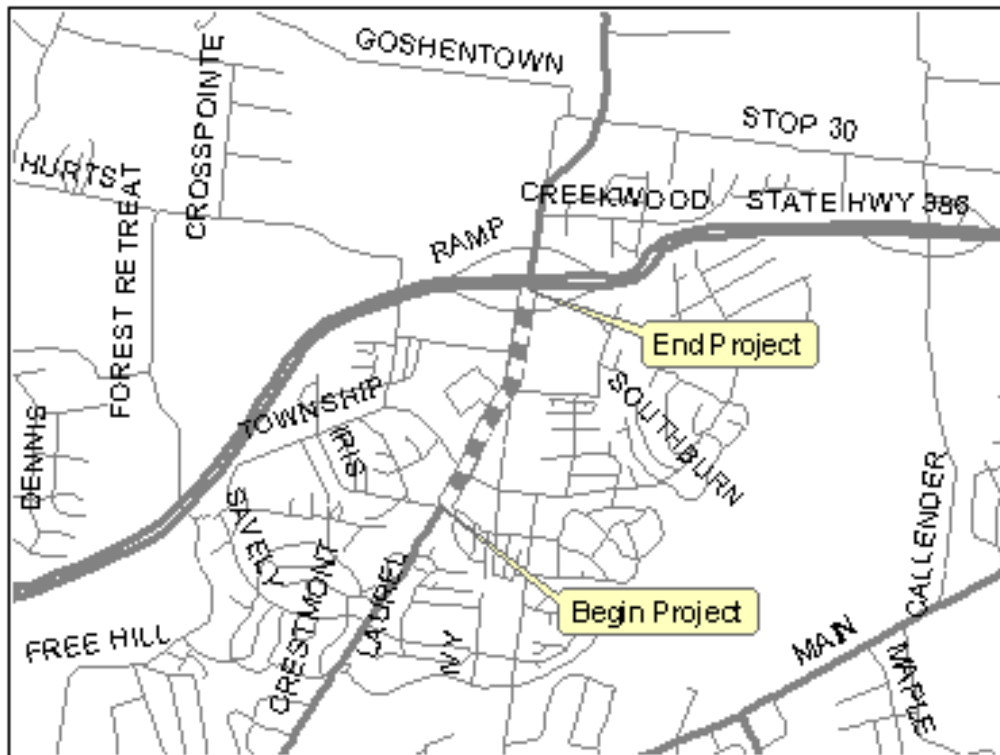 GOSHENTOWN
CROSSPOINTE
STOP 30
HURTS
FOREST RETREAT
CREEKWOOD
STATE HWY 386
RAMP
End Project
TOWNSHIP
SOUTHBURN
DENNIS
IRIS
SAVELY
CALLENDER
CRESTMONT
LAUREL
Begin Project
FREE HILL
IVY
MAIN
MAPLE